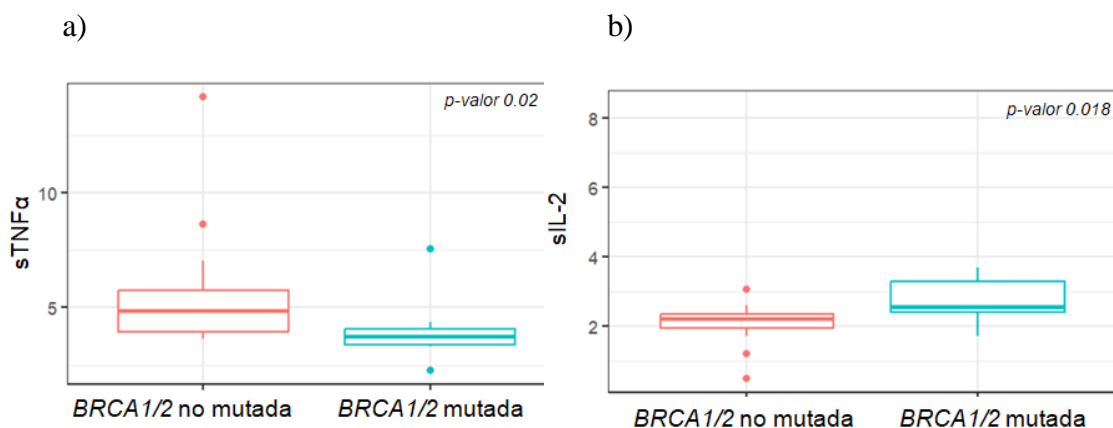 a)
b)
p-valor 0.02
10
5
sTNFα
BRCA1/2 no mutada
BRCA1/2 mutada
p-valor 0.018
8
6
4
2
sIL-2
BRCA1/2 no mutada
BRCA1/2 mutada